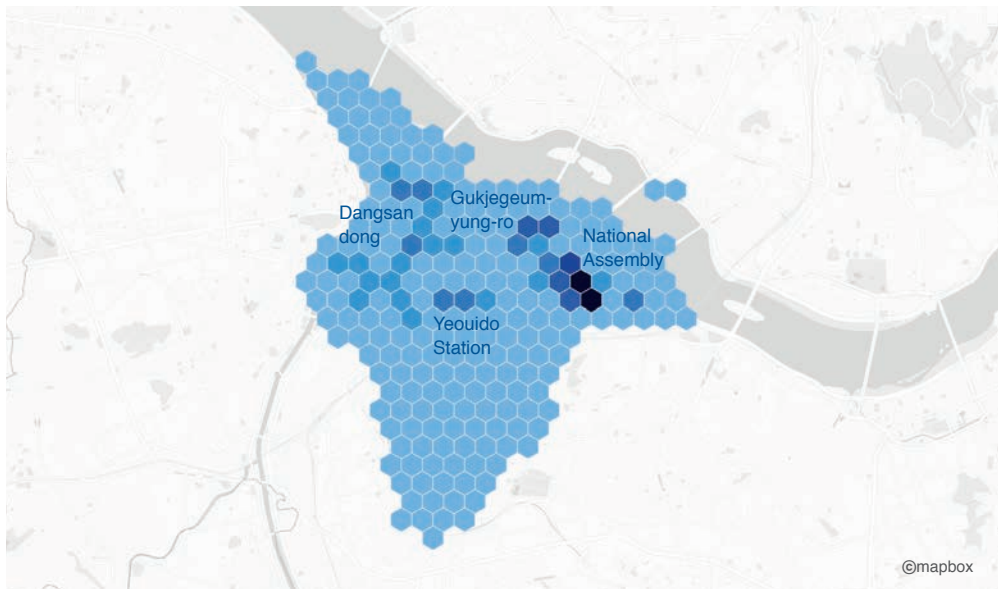 Gukjegeum-
yung-ro
Dangsan
dong
National
Assembly
Yeouido
Station
©mapbox